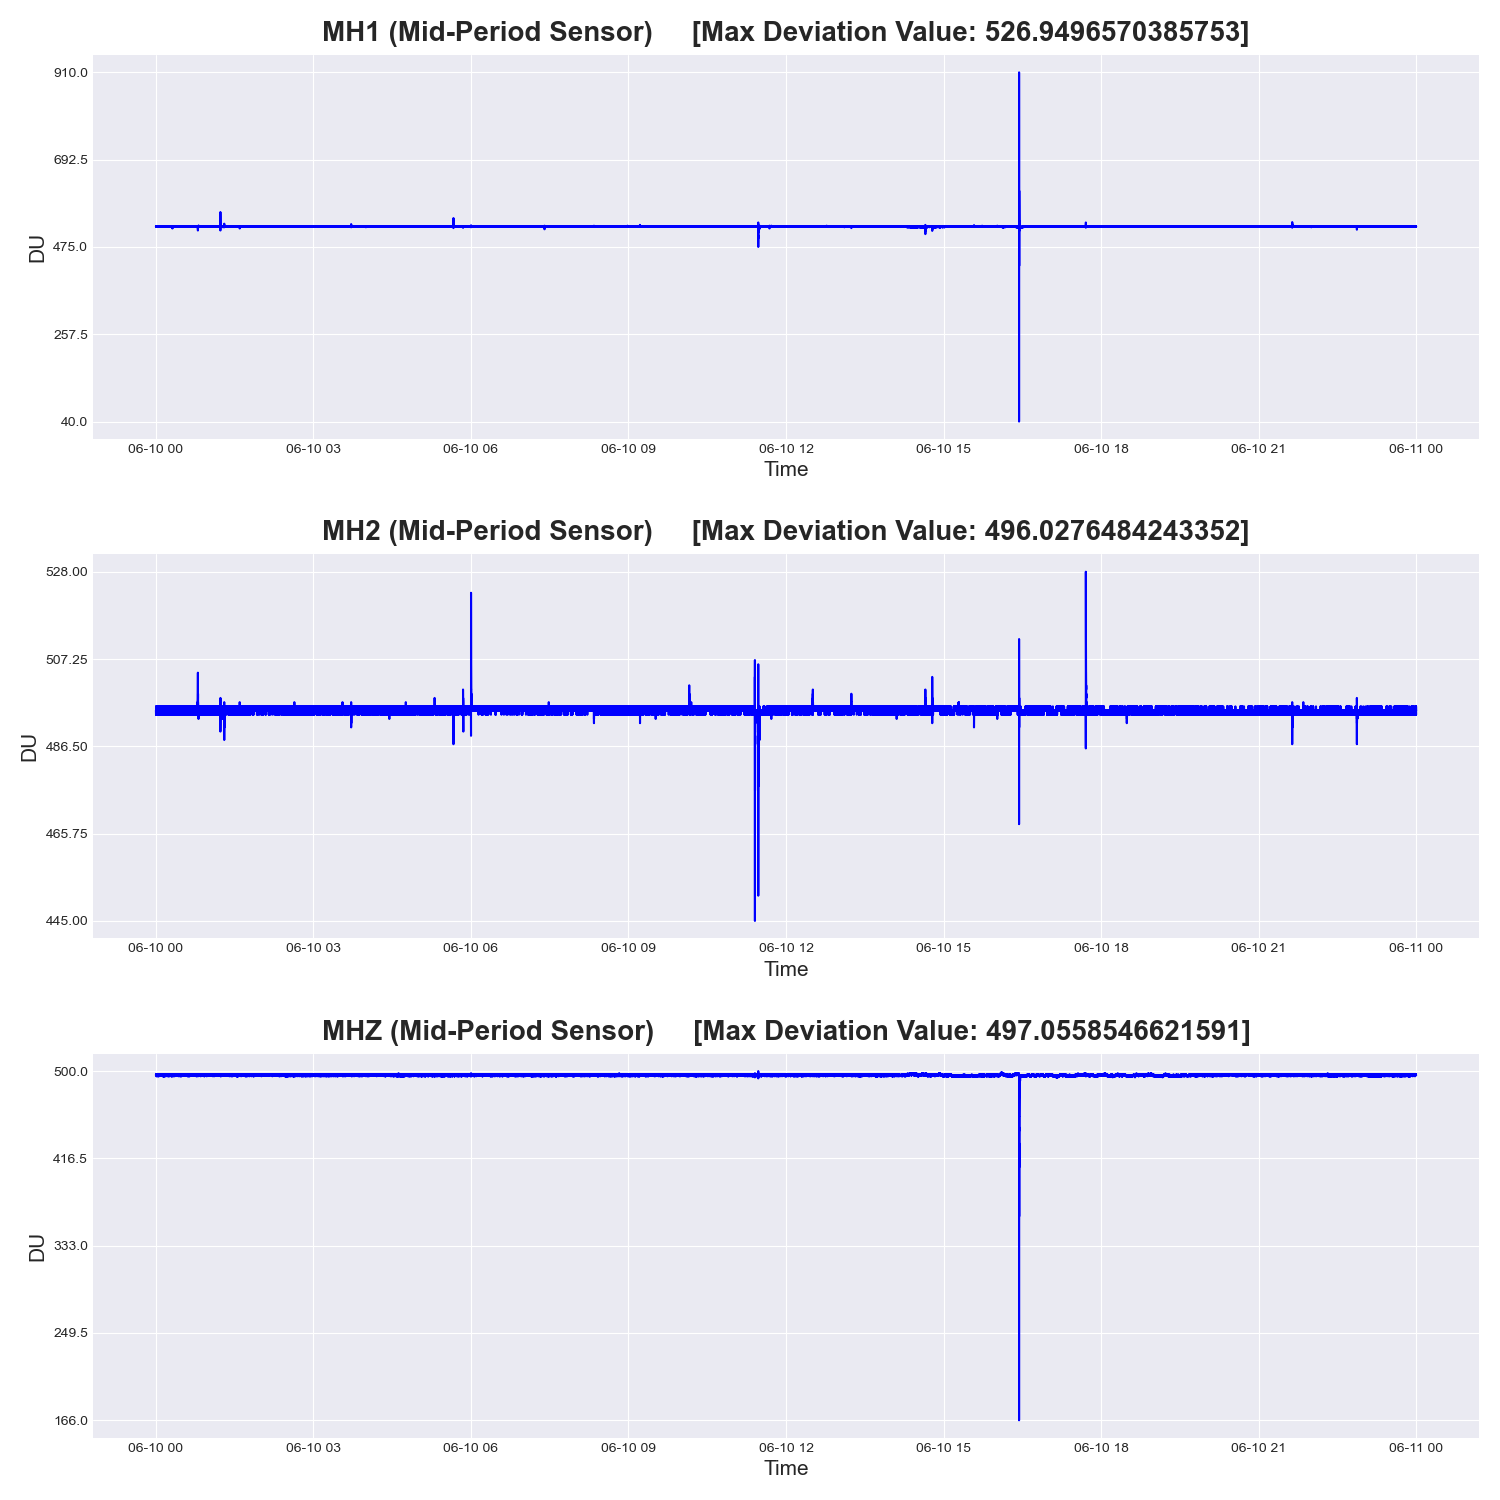 MH1 (Mid-Period Sensor) [Max Deviation Value: 526.9496570385753]
910.0
692.5
475.0
257.5
40.0
DU
06-10 00 06-10 03 06-10 06 06-10 09 06-10 12 06-10 15 06-10 18 06-10 21 06-11 00
Time
MH2 (Mid-Period Sensor) [Max Deviation Value: 496.0276484243352]
528.00
507.25
486.50
465.75
445.00
DU
06-10 00 06-10 03 06-10 06 06-10 09 06-10 12 06-10 15 06-10 18 06-10 21 06-11 00
Time
MHZ (Mid-Period Sensor) [Max Deviation Value: 497.0558546621591]
500.0
416.5
333.0
249.5
166.0
DU
06-10 00 06-10 03 06-10 06 06-10 09 06-10 12 06-10 15 06-10 18 06-10 21 06-11 00
Time